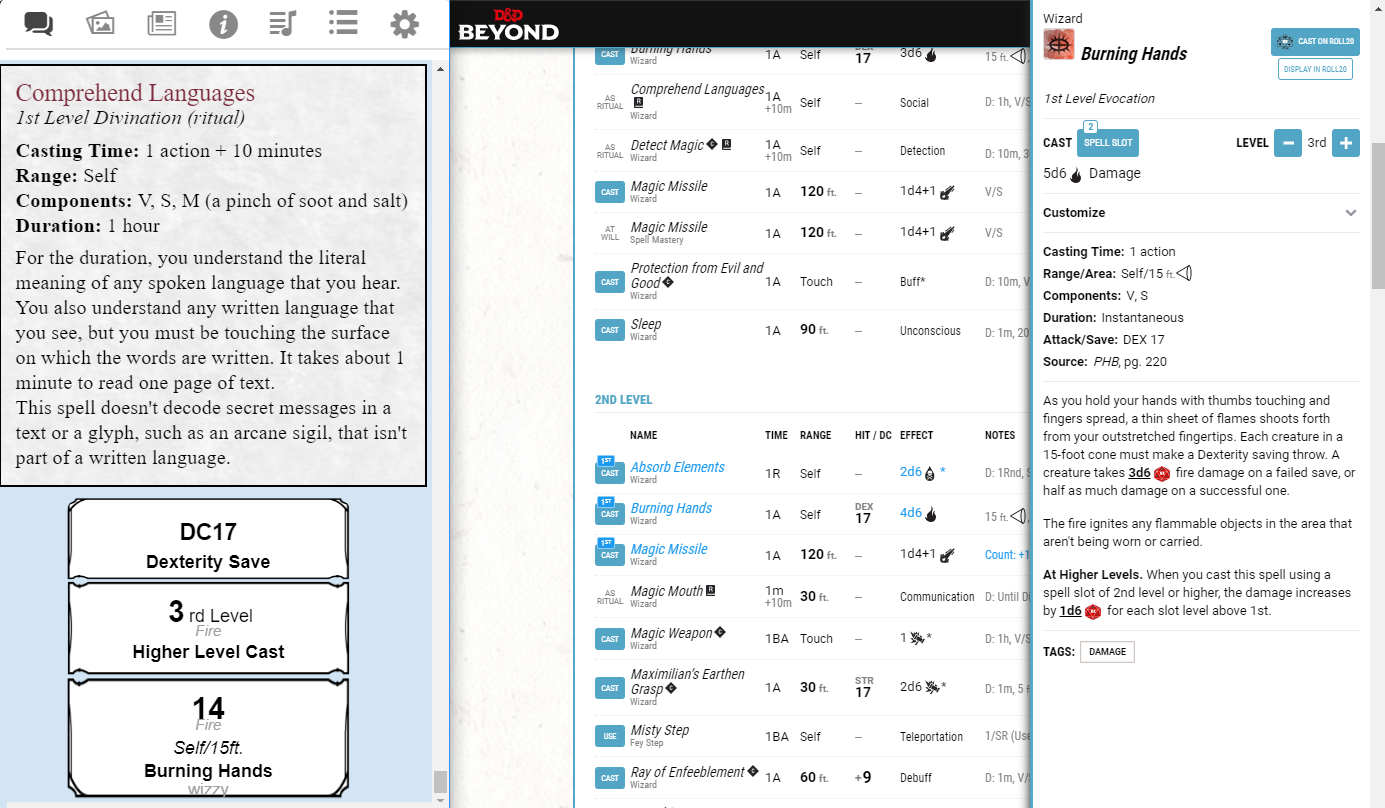 Comprehend Languages
1st Level Divination (ritual)
Casting Time: 1 action + 10 minutes
Range: Self
Components: V, S, M (a pinch of soot and salt)
Duration: 1 hour
For the duration, you understand the literal
meaning of any spoken language that you hear.
You also understand any written language that
you see, but you must be touching the surface
on which the words are written. It takes about 1
minute to read one page of text.
This spell doesn't decode secret messages in a
text or a glyph, such as an arcane sigil, that isn't
part of a written language.
DC17
Dexterity Save
3 rd Level
Fire
Higher Level Cast
14
Fire
Self/15ft.
Burning Hands
wizzy
D&D
BEYOND
CAST Burning Hands 1A Self DEX 3d6 15 ft.
Wizard 17
AS RITUAL Comprehend Languages 1A Self -- Social D: 1h, V/S
R +10m
Wizard
AS RITUAL Detect Magic C R 1A Self -- Detection D: 10m, 3
Wizard +10m
CAST Magic Missile 1A 120 ft. -- 1d4+1 V/S
Wizard
AT WILL Magic Missile 1A 120 ft. -- 1d4+1 V/S
Spell Mastery
CAST Protection from Evil and
Good C 1A Touch -- Buff* D: 10m, V
Wizard
CAST Sleep 1A 90 ft. -- Unconscious D: 1m, 20
Wizard
2ND LEVEL
NAME TIME RANGE HIT / DC EFFECT NOTES
1ST
CAST Absorb Elements 1R Self -- 2d6 * D: 1Rnd, S
Wizard
1ST
CAST Burning Hands 1A Self DEX 4d6 15 ft.
Wizard 17
1ST
CAST Magic Missile 1A 120 ft. -- 1d4+1 Count: +1
Wizard
AS RITUAL Magic Mouth R 1m 30 ft. -- Communication D: Until Di
Wizard +10m
CAST Magic Weapon C 1BA Touch -- 1 * D: 1h, V/S
Wizard
CAST Maximilian's Earthen
Grasp C 1A 30 ft. STR 17 2d6 * D: 1m, 5 f
Wizard
USE Misty Step 1BA Self -- Teleportation 1/SR (Use
Fey Step
CAST Ray of Enfeeblement C 1A 60 ft. +9 Debuff D: 1m, V/
Wizard
Wizard
Burning Hands
CAST ON ROLL20
DISPLAY IN ROLL20
1st Level Evocation
2
CAST SPELL SLOT LEVEL − 3rd +
5d6 Damage
Customize
Casting Time: 1 action
Range/Area: Self/15 ft.
Components: V, S
Duration: Instantaneous
Attack/Save: DEX 17
Source: PHB, pg. 220
As you hold your hands with thumbs touching and
fingers spread, a thin sheet of flames shoots forth
from your outstretched fingertips. Each creature in a
15-foot cone must make a Dexterity saving throw. A
creature takes 3d6 fire damage on a failed save, or
half as much damage on a successful one.
The fire ignites any flammable objects in the area that
aren't being worn or carried.
At Higher Levels. When you cast this spell using a
spell slot of 2nd level or higher, the damage increases
by 1d6 for each slot level above 1st.
TAGS: DAMAGE